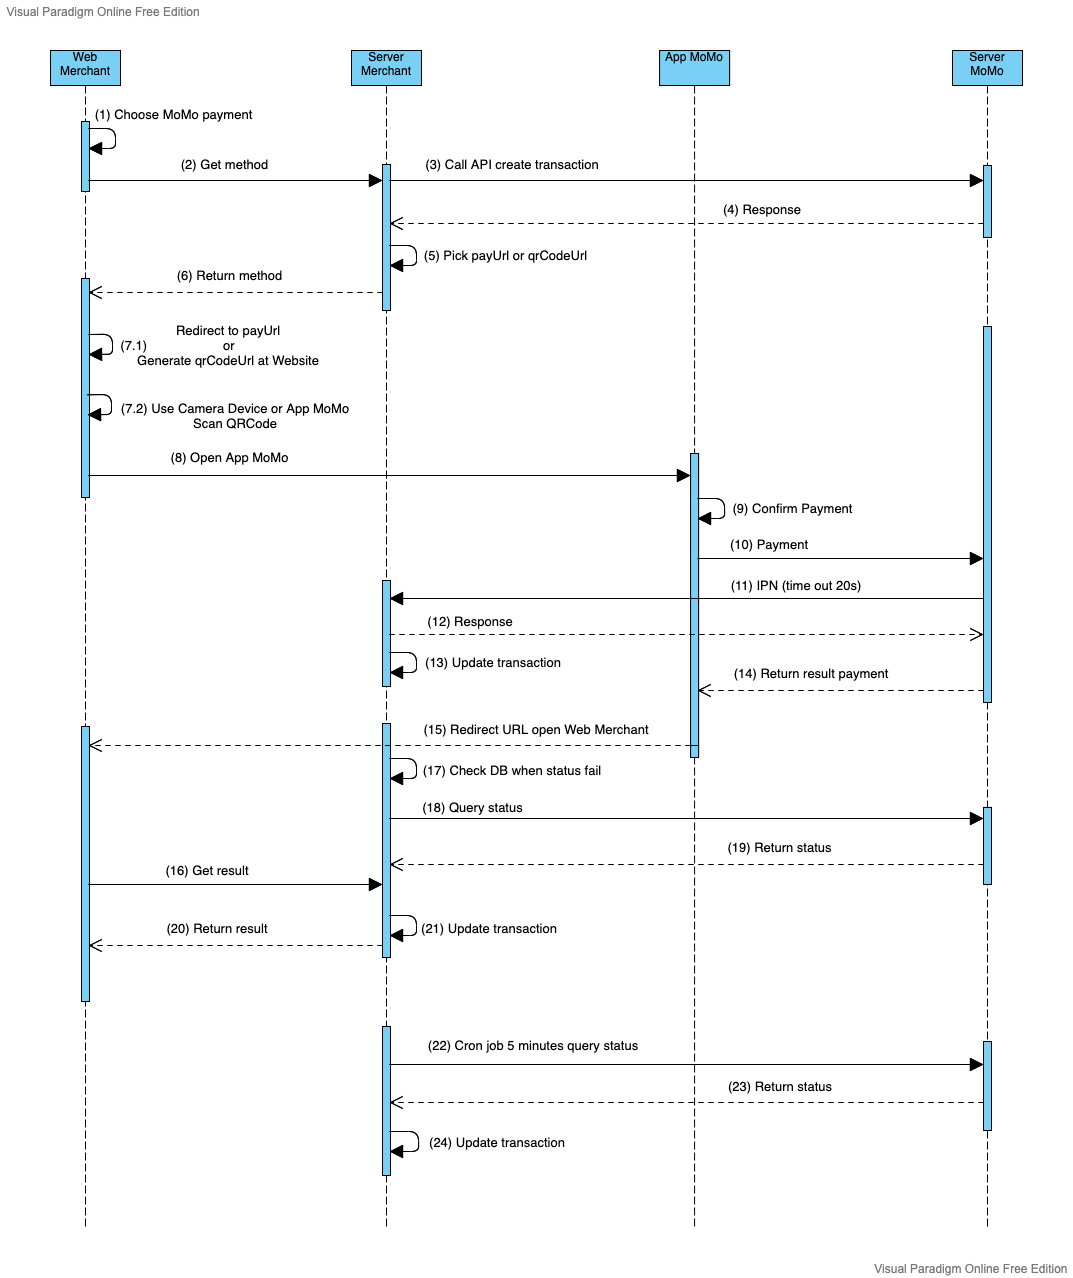 Visual Paradigm Online Free Edition
Web
Merchant
Server
Merchant
App MoMo
Server
MoMo
(1) Choose MoMo payment
(2) Get method
(3) Call API create transaction
(4) Response
(5) Pick payUrl or qrCodeUrl
(6) Return method
Redirect to payUrl
(7.1) or
Generate qrCodeUrl at Website
(7.2) Use Camera Device or App MoMo
Scan QRCode
(8) Open App MoMo
(9) Confirm Payment
(10) Payment
(11) IPN (time out 20s)
(12) Response
(13) Update transaction
(14) Return result payment
(15) Redirect URL open Web Merchant
(17) Check DB when status fail
(18) Query status
(19) Return status
(16) Get result
(20) Return result
(21) Update transaction
(22) Cron job 5 minutes query status
(23) Return status
(24) Update transaction
Visual Paradigm Online Free Edition